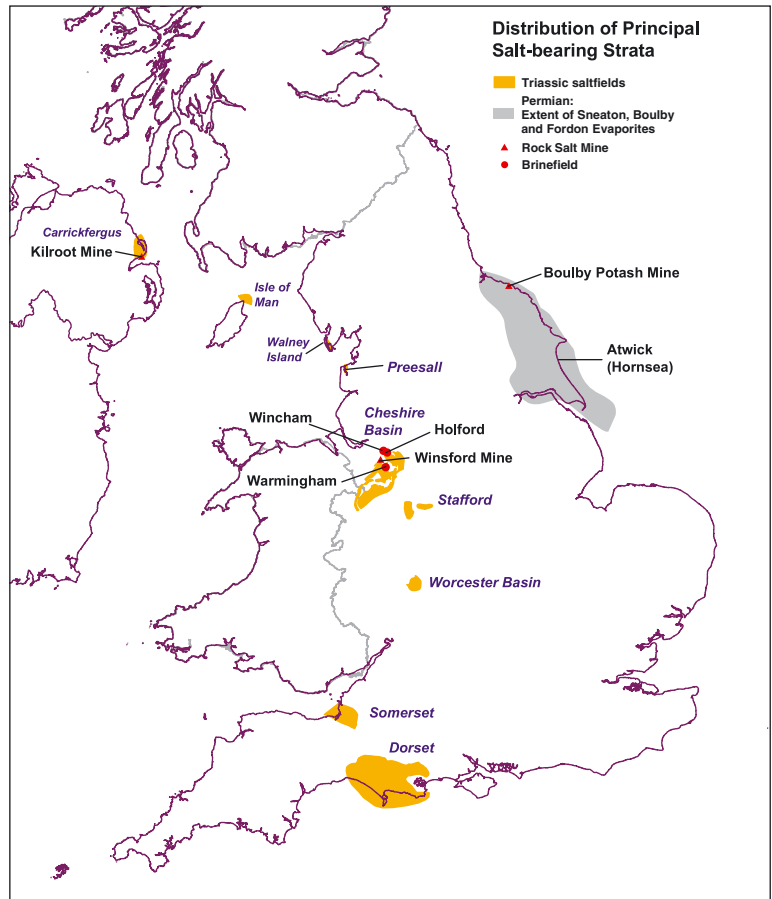 Distribution of Principal
Salt-bearing Strata
Triassic saltfields
Permian:
Extent of Sneaton, Boulby
and Fordon Evaporites
Rock Salt Mine
Brinefield
Carrickfergus
Kilroot Mine
Isle of
Man
Boulby Potash Mine
Walney
Island
Atwick
(Hornsea)
Preesall
Cheshire
Basin
Wincham
Holford
Winsford Mine
Warmingham
Stafford
Worcester Basin
Somerset
Dorset